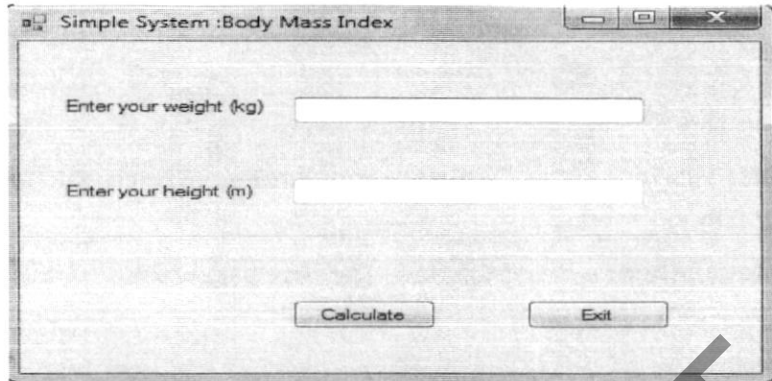 Simple System :Body Mass Index
Enter your weight (kg)
Enter your height (m)
Calculate Exit